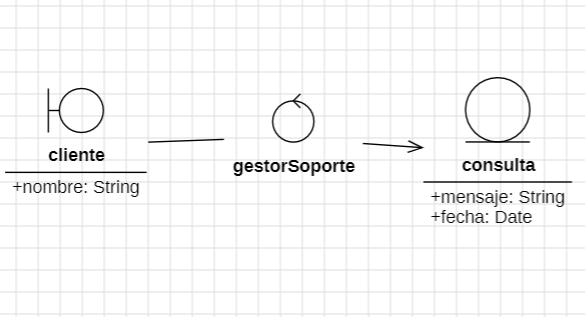 cliente
+nombre: String
gestorSoporte
consulta
+mensaje: String
+fecha: Date